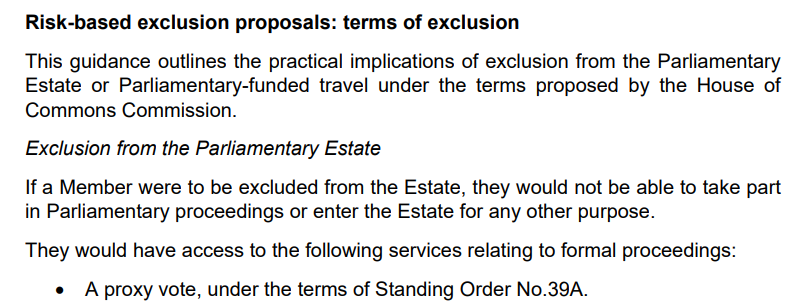 Risk-based exclusion proposals: terms of exclusion
This guidance outlines the practical implications of exclusion from the Parliamentary
Estate or Parliamentary-funded travel under the terms proposed by the House of
Commons Commission.
Exclusion from the Parliamentary Estate
If a Member were to be excluded from the Estate, they would not be able to take part
in Parliamentary proceedings or enter the Estate for any other purpose.
They would have access to the following services relating to formal proceedings:
• A proxy vote, under the terms of Standing Order No.39A.